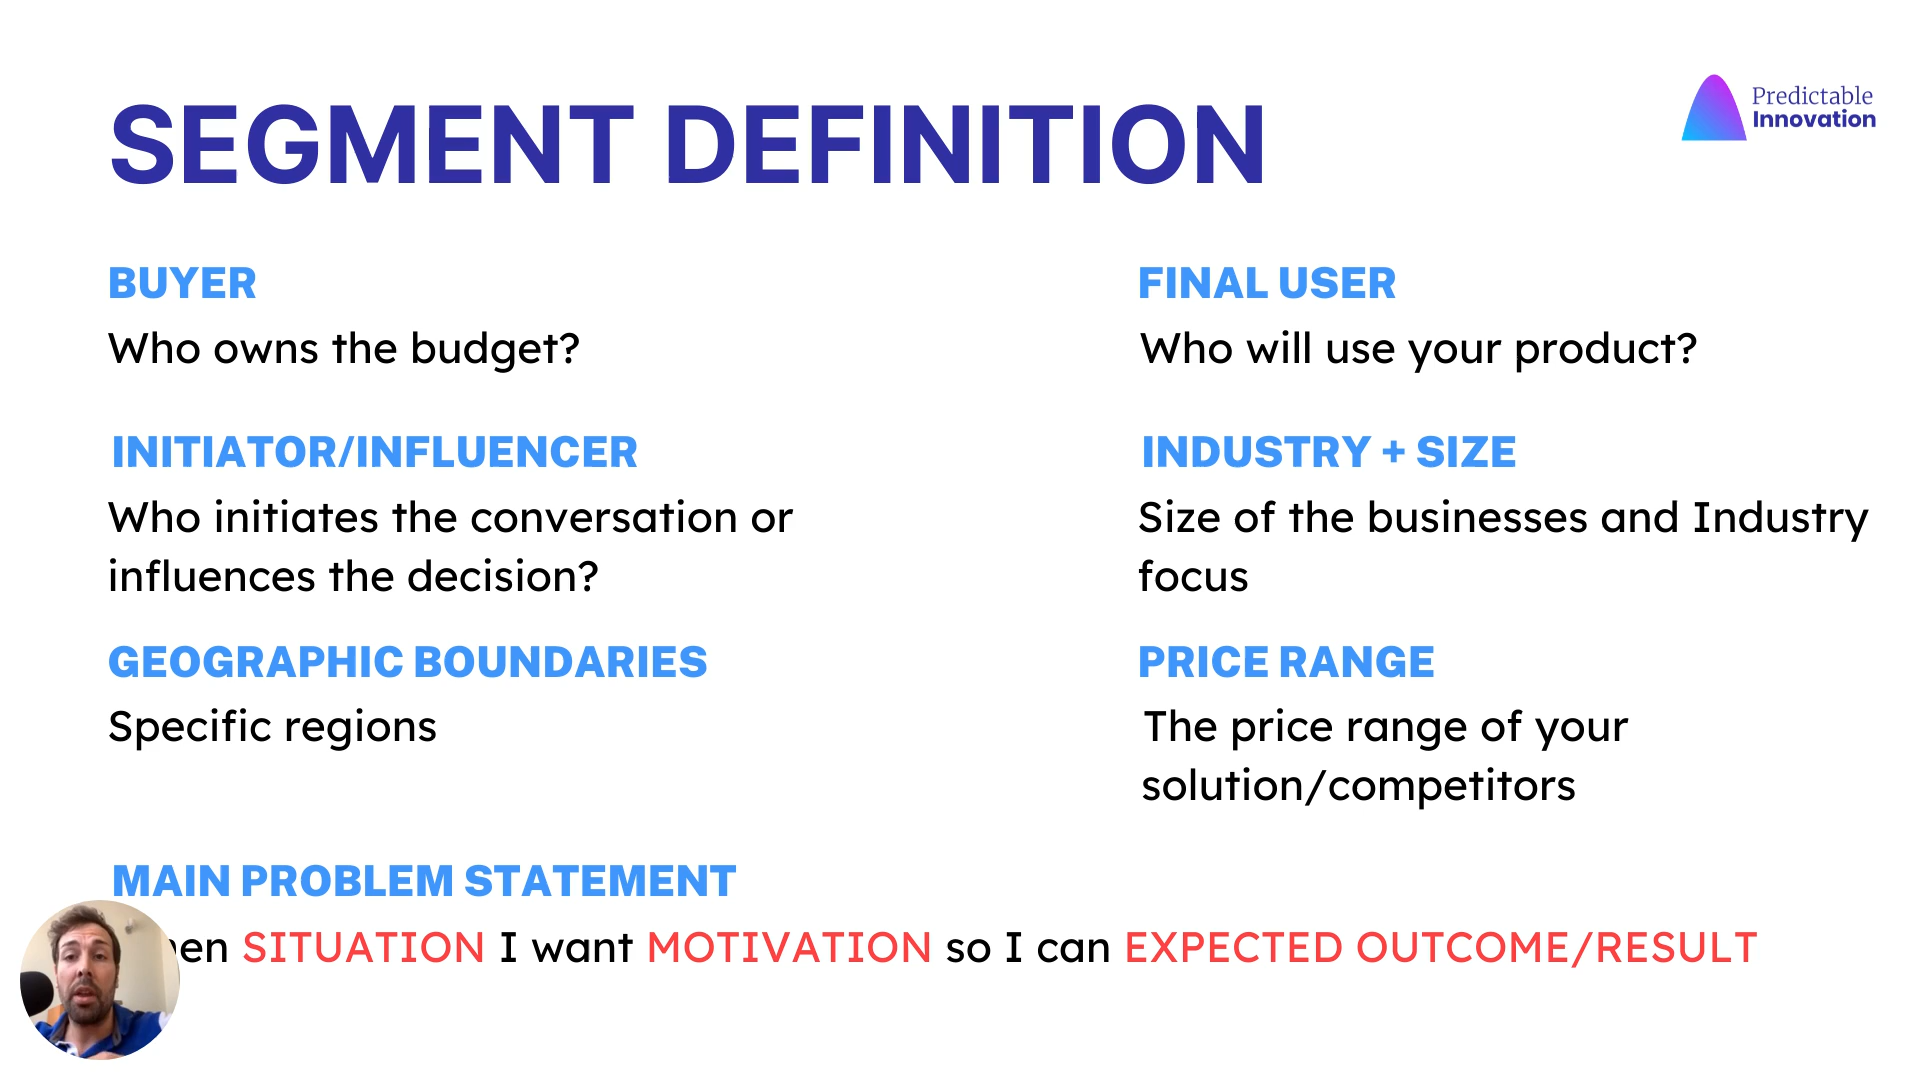 SEGMENT DEFINITION
Predictable
Innovation
BUYER
Who owns the budget?
FINAL USER
Who will use your product?
INITIATOR/INFLUENCER
Who initiates the conversation or
influences the decision?
INDUSTRY + SIZE
Size of the businesses and Industry
focus
GEOGRAPHIC BOUNDARIES
Specific regions
PRICE RANGE
The price range of your
solution/competitors
MAIN PROBLEM STATEMENT
SITUATION I want MOTIVATION so I can EXPECTED OUTCOME/RESULT